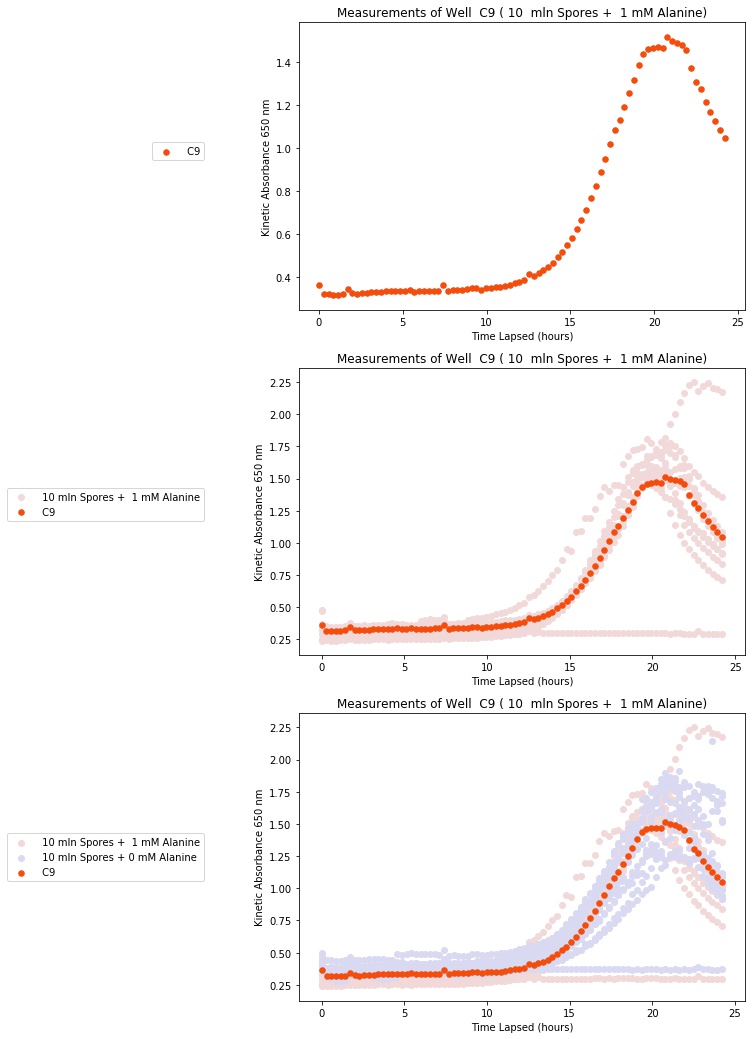 Measurements of Well  C9 ( 10  mln Spores +  1 mM Alanine)
C9
Kinetic Absorbance 650 nm
1.4
1.2
1.0
0.8
0.6
0.4
0
5
10
15
20
25
Time Lapsed (hours)
Measurements of Well  C9 ( 10  mln Spores +  1 mM Alanine)
10 mln Spores +  1 mM Alanine
C9
Kinetic Absorbance 650 nm
2.25
2.00
1.75
1.50
1.25
1.00
0.75
0.50
0.25
0
5
10
15
20
25
Time Lapsed (hours)
Measurements of Well  C9 ( 10  mln Spores +  1 mM Alanine)
10 mln Spores +  1 mM Alanine
10 mln Spores + 0 mM Alanine
C9
Kinetic Absorbance 650 nm
2.25
2.00
1.75
1.50
1.25
1.00
0.75
0.50
0.25
0
5
10
15
20
25
Time Lapsed (hours)